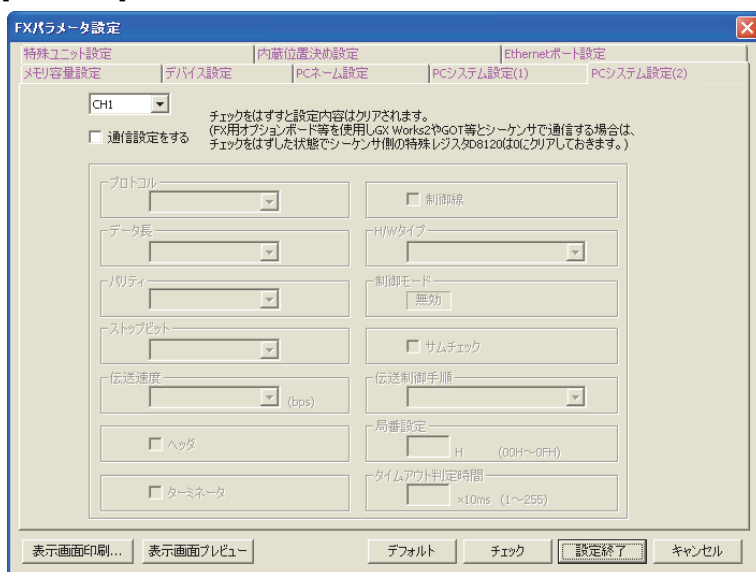 FXパラメータ設定
特殊ユニット設定 内蔵位置決め設定 Ethernetポート設定
メモリ容量設定 デバイス設定 PCネーム設定 PCシステム設定(1) PCシステム設定(2)
CH1
通信設定をする
チェックをはずすと設定内容はクリアされます。
(FX用オプションボード等を使用しGX Works2やGOT等とシーケンサで通信する場合は、
チェックをはずした状態でシーケンサ側の特殊レジスタD8120は0にクリアしておきます。)
プロトコル
制御線
データ長
H/Wタイプ
パリティ
制御モード
無効
ストップビット
サムチェック
伝送速度
(bps)
伝送制御手順
ヘッダ
局番設定
H (00H～0FH)
ターミネータ
タイムアウト判定時間
×10ms (1～255)
表示画面印刷... 表示画面プレビュー デフォルト チェック 設定終了 キャンセル